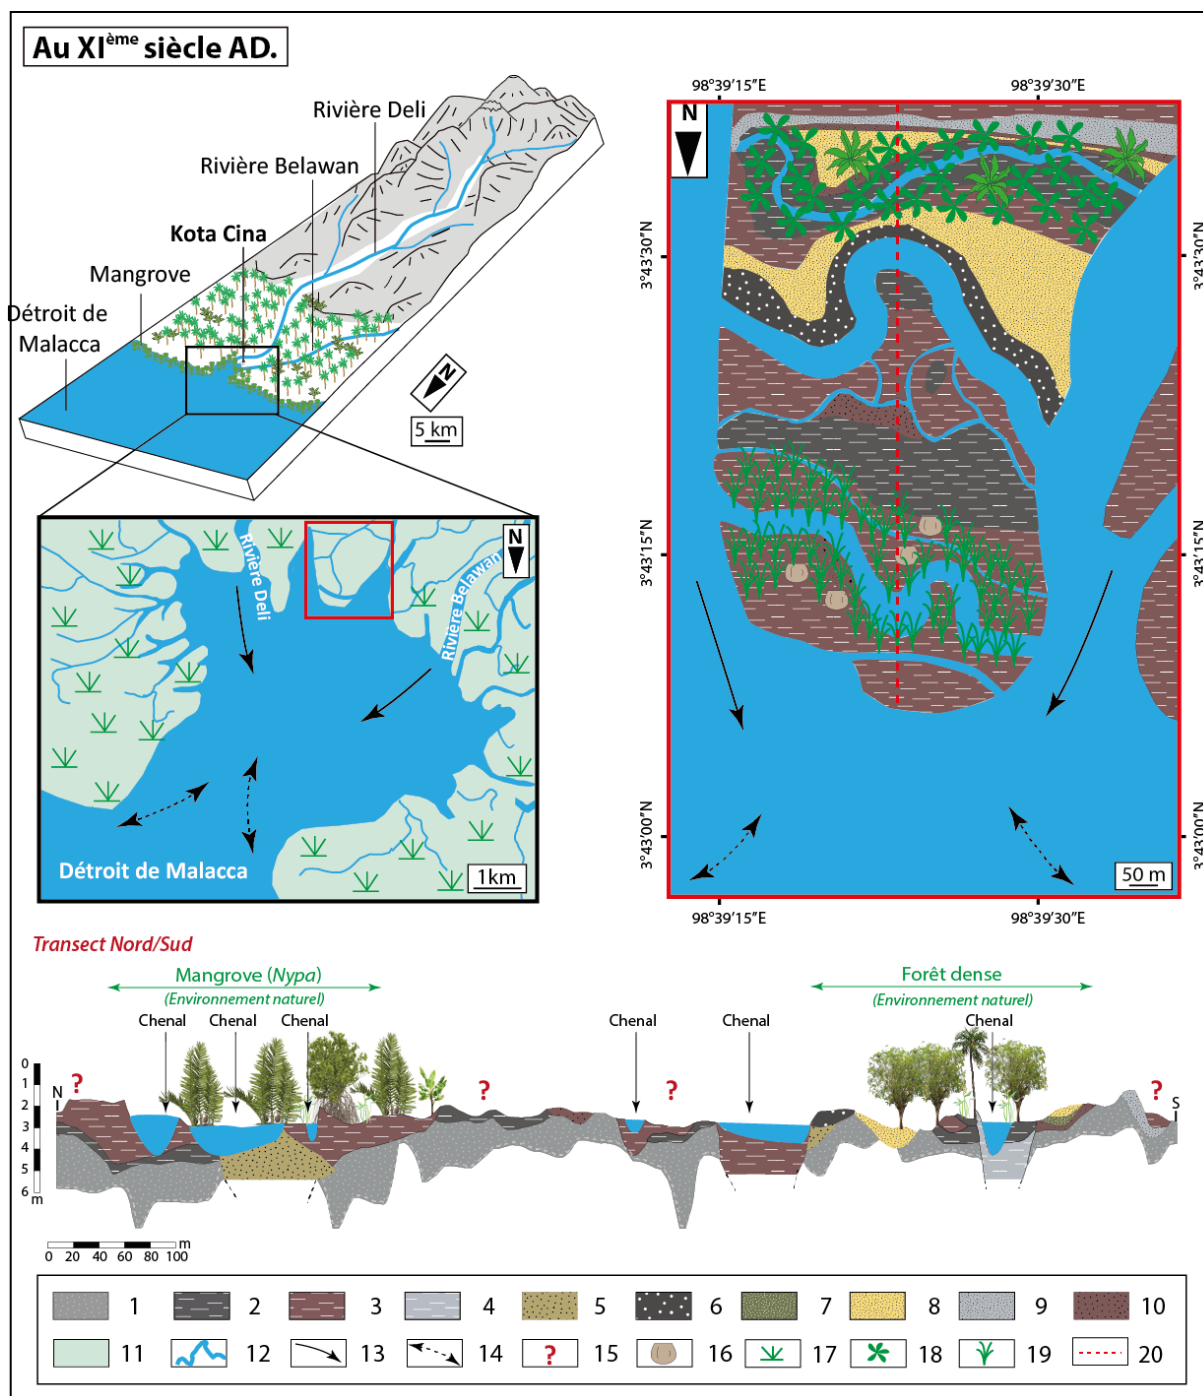 Au XIème siècle AD.
Rivière Deli
Rivière Belawan
Kota Cina
Mangrove
Détroit de
Malacca
N
5 km
N
Rivière Deli
Rivière Belawan
Détroit de Malacca
1km
98°39'15"E
98°39'30"E
N
3°43'30"N
3°43'30"N
3°43'15"N
3°43'15"N
3°43'00"N
3°43'00"N
50 m
98°39'15"E
98°39'30"E
Transect Nord/Sud
Mangrove (Nypa)
(Environnement naturel)
Forêt dense
(Environnement naturel)
Chenal
Chenal
Chenal
Chenal
Chenal
Chenal
0
1
2
3
4
5
6
m
N
S
?
?
?
?
0 20 40 60 80 100 m
1 2 3 4 5 6 7 8 9 10
11 12 13 14 ? 15 16 17 18 19 20